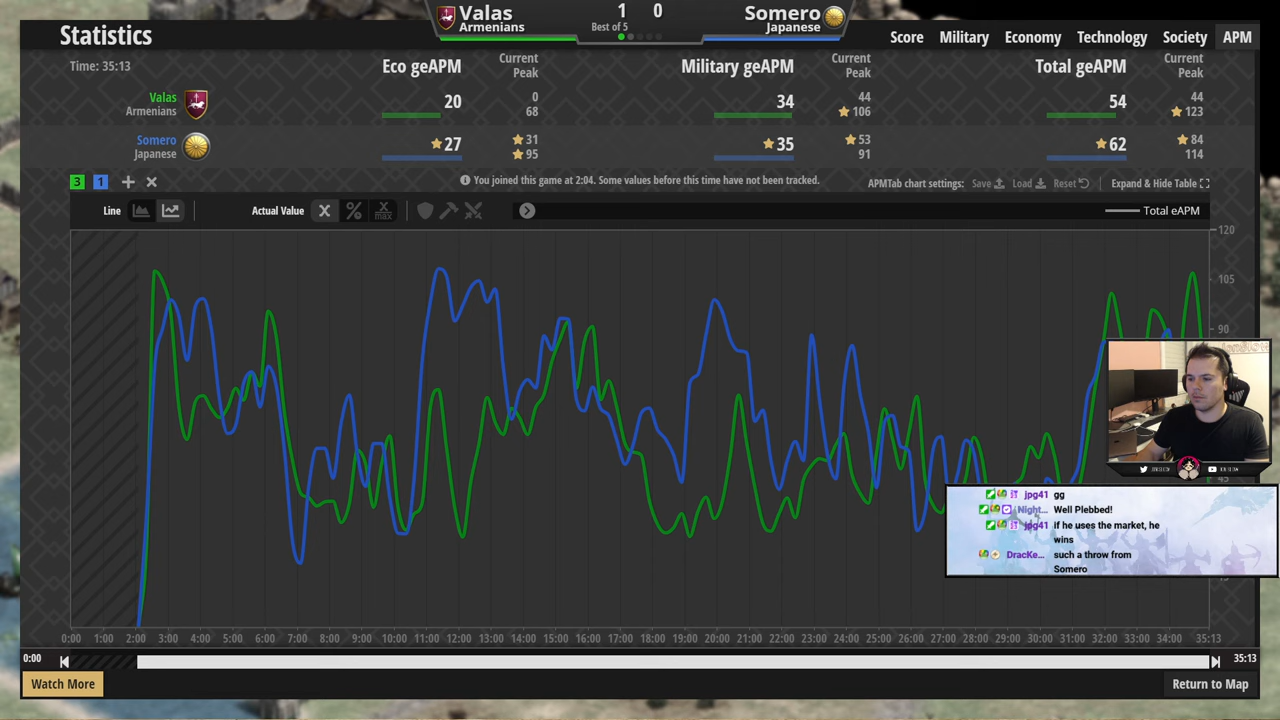 Valas
Armenians
1 0
Best of 5
Somero
Japanese
Statistics
Score Military Economy Technology Society APM
Time: 35:13
Eco geAPM
Current
Peak
Military geAPM
Current
Peak
Total geAPM
Current
Peak
Valas
Armenians
20
0
68
34
44
106
54
44
123
Somero
Japanese
27
31
95
35
53
91
62
84
114
3 1
You joined this game at 2:04. Some values before this time have not been tracked.
APMTab chart settings: Save Load Reset Expand & Hide Table
Line Actual Value X % X max
Total eAPM
120
105
90
45
15
jpg41 gg
Night... Well Plebbed!
jpg41 if he uses the market, he
wins
DracKe... such a throw from
Somero
0:00 1:00 2:00 3:00 4:00 5:00 6:00 7:00 8:00 9:00 10:00 11:00 12:00 13:00 14:00 15:00 16:00 17:00 18:00 19:00 20:00 21:00 22:00 23:00 24:00 25:00 26:00 27:00 28:00 29:00 30:00 31:00 32:00 33:00 34:00 35:13
0:00 35:13
Watch More Return to Map